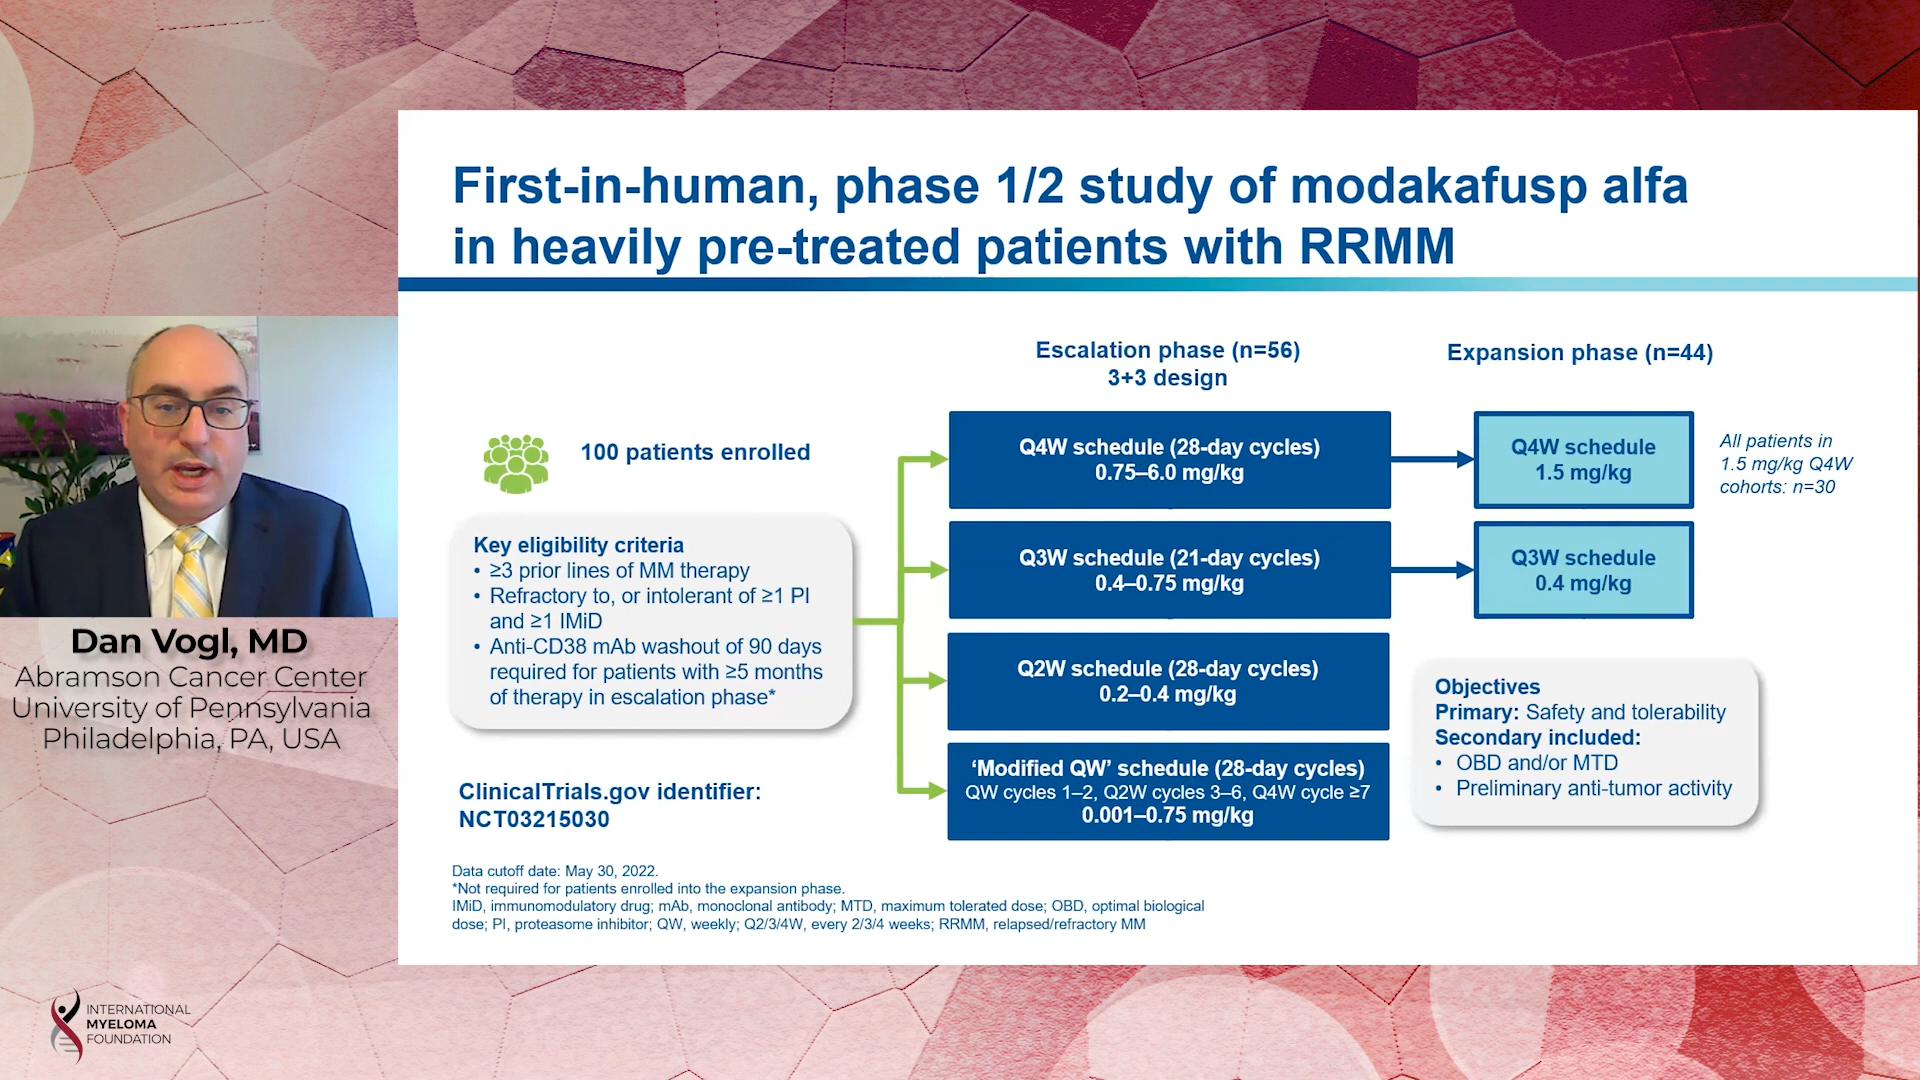 First-in-human, phase 1/2 study of modakafusp alfa
in heavily pre-treated patients with RRMM
Escalation phase (n=56)
3+3 design
Expansion phase (n=44)
100 patients enrolled
Key eligibility criteria
• ≥3 prior lines of MM therapy
• Refractory to, or intolerant of ≥1 PI
and ≥1 IMiD
• Anti-CD38 mAb washout of 90 days
required for patients with ≥5 months
of therapy in escalation phase*
ClinicalTrials.gov identifier:
NCT03215030
Q4W schedule (28-day cycles)
0.75–6.0 mg/kg
Q3W schedule (21-day cycles)
0.4–0.75 mg/kg
Q2W schedule (28-day cycles)
0.2–0.4 mg/kg
‘Modified QW’ schedule (28-day cycles)
QW cycles 1–2, Q2W cycles 3–6, Q4W cycle ≥7
0.001–0.75 mg/kg
Q4W schedule
1.5 mg/kg
Q3W schedule
0.4 mg/kg
All patients in
1.5 mg/kg Q4W
cohorts: n=30
Objectives
Primary: Safety and tolerability
Secondary included:
• OBD and/or MTD
• Preliminary anti-tumor activity
Data cutoff date: May 30, 2022.
*Not required for patients enrolled into the expansion phase.
IMiD, immunomodulatory drug; mAb, monoclonal antibody; MTD, maximum tolerated dose; OBD, optimal biological
dose; PI, proteasome inhibitor; QW, weekly; Q2/3/4W, every 2/3/4 weeks; RRMM, relapsed/refractory MM
Dan Vogl, MD
Abramson Cancer Center
University of Pennsylvania
Philadelphia, PA, USA
INTERNATIONAL
MYELOMA
FOUNDATION